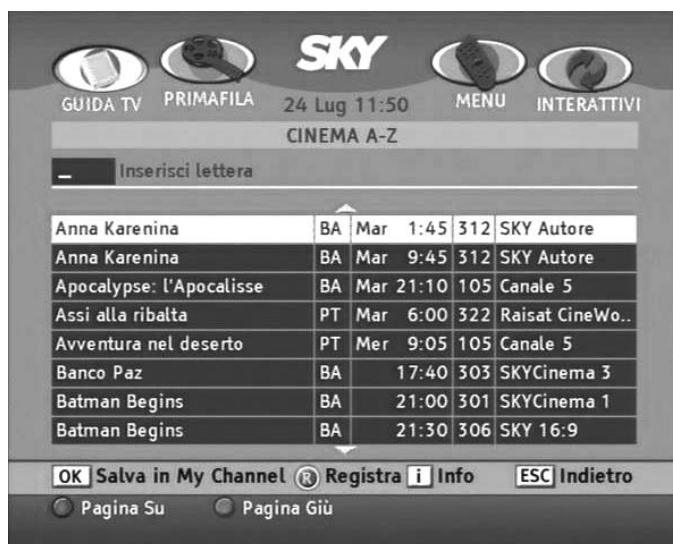 SKY
GUIDA TV PRIMAFILA 24 Lug 11:50 MENU INTERATTIVI
CINEMA A-Z
_ Inserisci lettera
Anna Karenina BA Mar 1:45 312 SKY Autore
Anna Karenina BA Mar 9:45 312 SKY Autore
Apocalypse: l'Apocalisse BA Mar 21:10 105 Canale 5
Assi alla ribalta PT Mar 6:00 322 Raisat CineWo..
Avventura nel deserto PT Mer 9:05 105 Canale 5
Banco Paz BA 17:40 303 SKYCinema 3
Batman Begins BA 21:00 301 SKYCinema 1
Batman Begins BA 21:30 306 SKY 16:9
OK Salva in My Channel R Registra i Info ESC Indietro
Pagina Su Pagina Giù